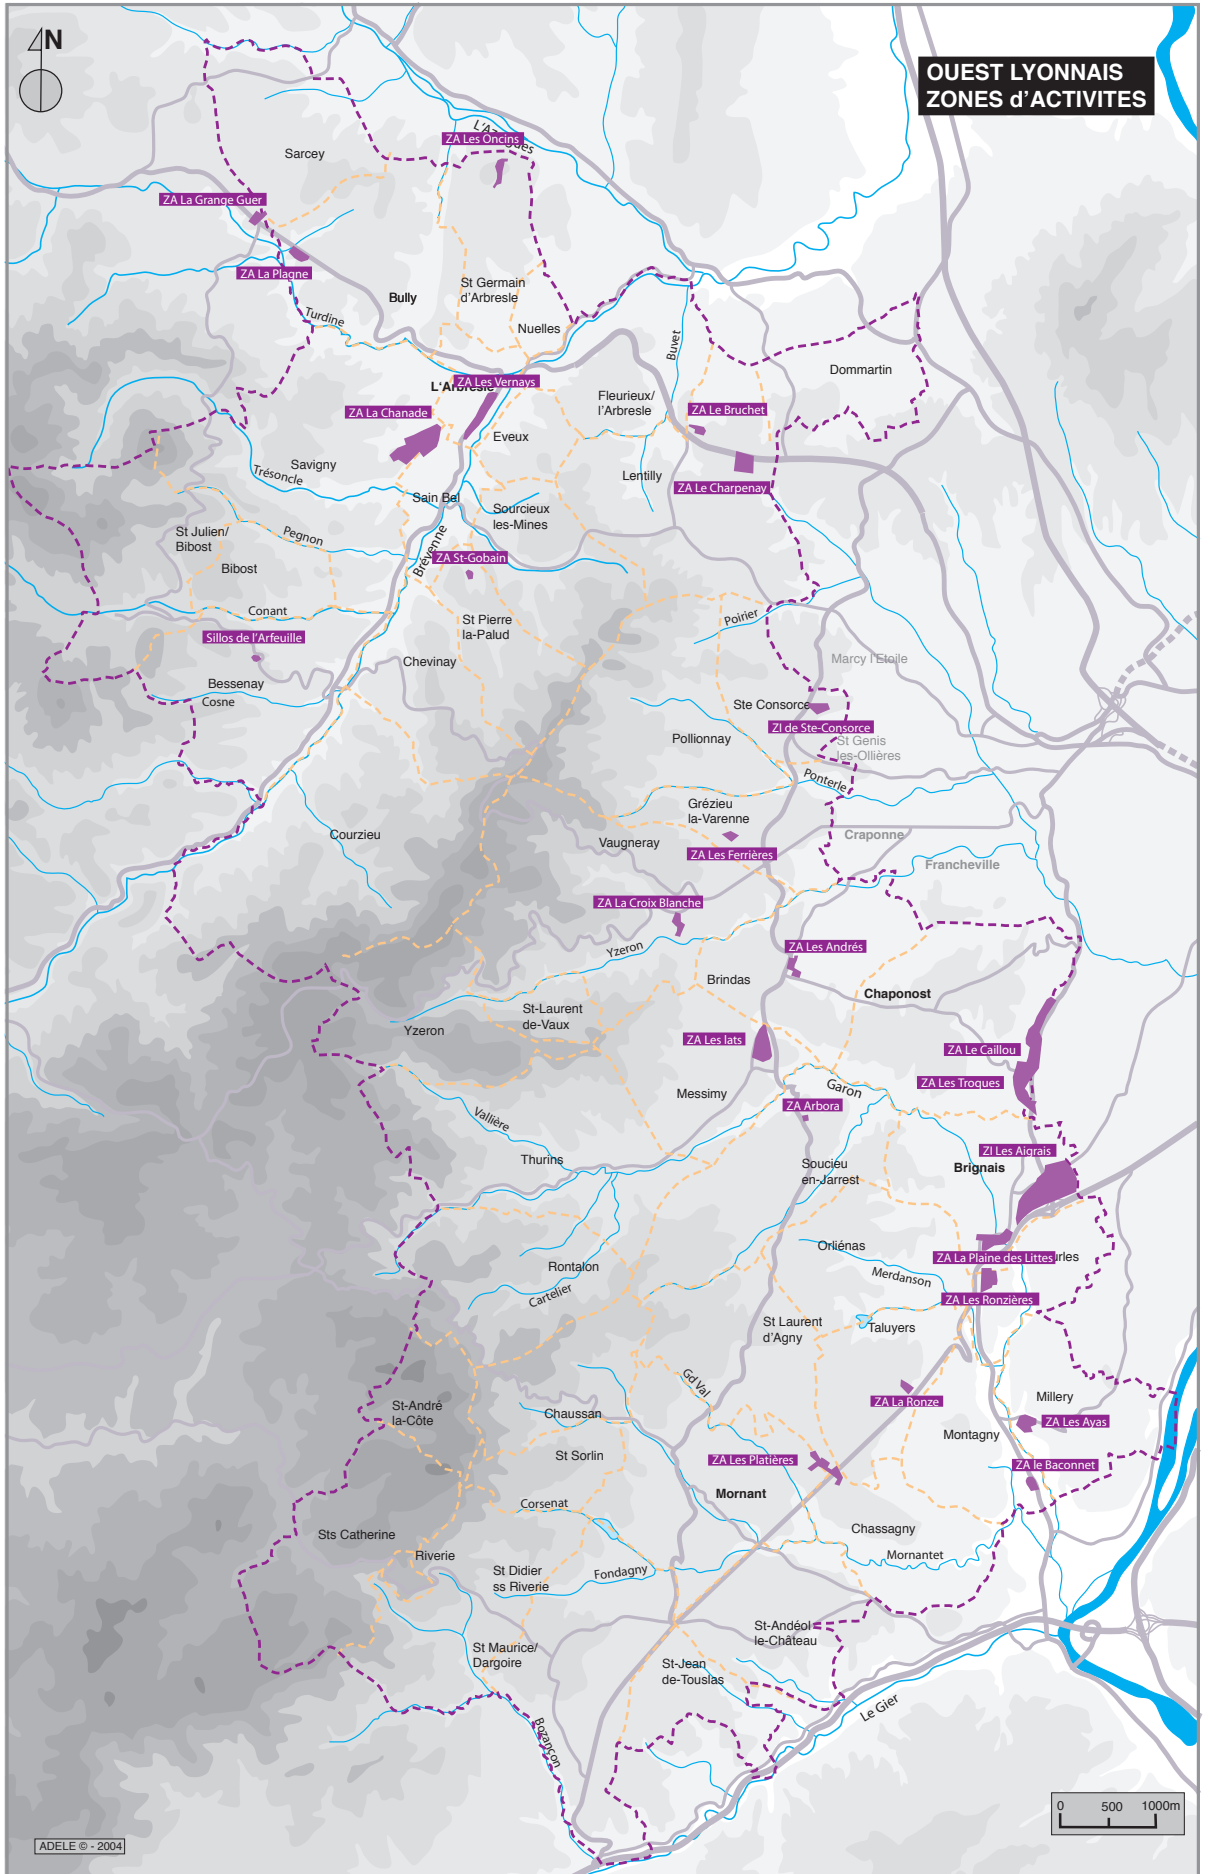 N
OUEST LYONNAIS
ZONES d'ACTIVITES
ZA Les Oncins
Sarcey
ZA La Grange Guer
ZA La Plagne
St Germain
d'Arbresle
Bully
Turdine
Nuelles
Buvet
Dommartin
ZA Les Vernays
Fleurieux/
l'Arbresle
ZA La Chanade
ZA Le Bruchet
Eveux
Savigny
Trésoncle
Lentilly
ZA Le Charpenay
Sain Bel
Sourcieux
les-Mines
St Julien/
Bibost
Pegnon
Brévenne
ZA St-Gobain
Bibost
Conant
St Pierre
la-Palud
Poirier
Sillos de l'Arfeuille
Chevinay
Marcy l'Etoile
Bessenay
Cosne
Ste Consorce
ZI de Ste-Consorce
Pollionnay
St Genis
les-Ollières
Ponterle
Grézieu
la-Varenne
Courzieu
Vaugneray
Craponne
ZA Les Ferrières
Francheville
ZA La Croix Blanche
Yzeron
ZA Les Andrés
Brindas
Chaponost
St-Laurent
de-Vaux
Yzeron
ZA Les lats
ZA Le Caillou
ZA Les Troques
Messimy
Garon
ZA Arbora
Vallière
Thurins
ZI Les Aigrais
Soucieu
en-Jarrest
Brignais
Orliénas
ZA La Plaine des Littes
urles
Rontalon
Cartelier
Merdanson
ZA Les Ronzières
St Laurent
d'Agny
Taluyers
Gd Val
ZA La Ronze
Millery
St-André
la-Côte
Chaussan
ZA Les Ayas
Montagny
St Sorlin
ZA Les Platières
ZA le Baconnet
Mornant
Corsenat
Chassagny
Sts Catherine
Mornantet
Riverie
St Didier
ss Riverie
Fondagny
St-Andéol
le-Château
St Maurice/
Dargoire
St-Jean
de-Touslas
Le Gier
Bozançon
0 500 1000m
ADELE © - 2004